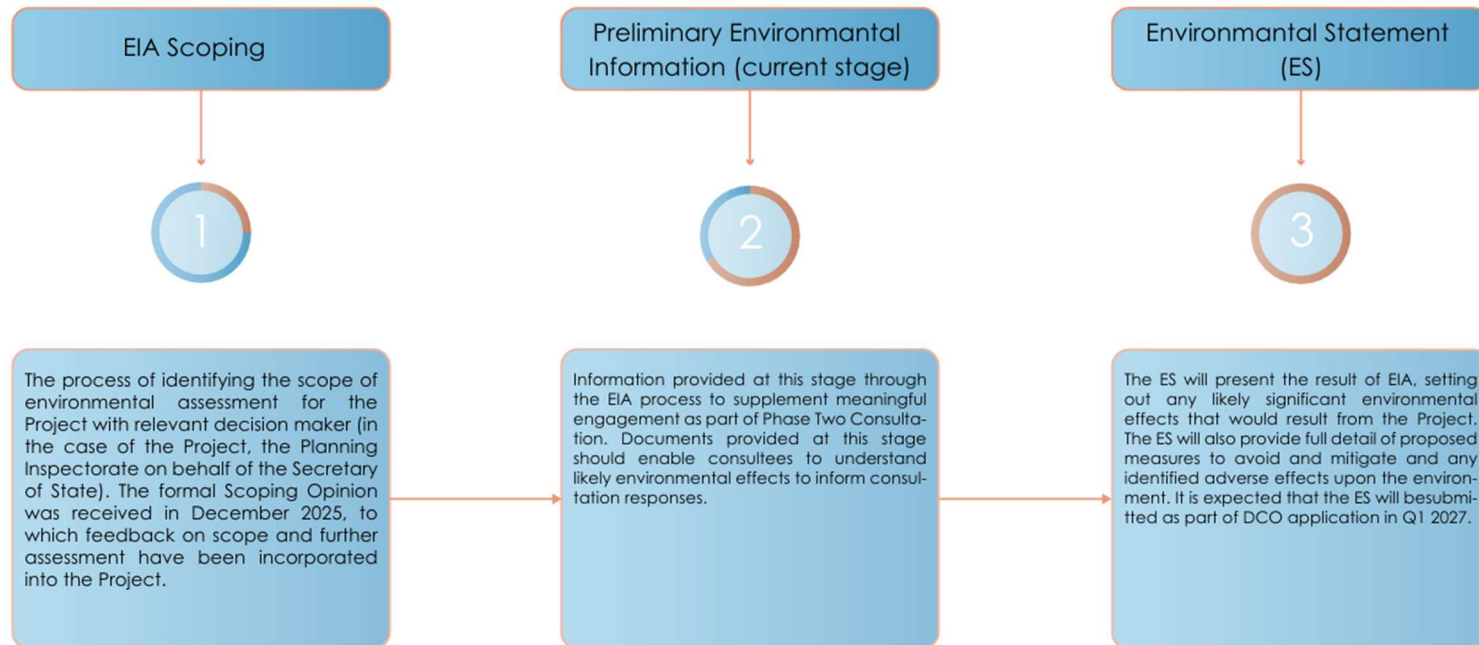 EIA Scoping
Preliminary Environmantal
Information (current stage)
Environmantal Statement
(ES)
1
2
3
The process of identifying the scope of
environmental assessment for the
Project with relevant decision maker (in
the case of the Project, the Planning
Inspectorate on behalf of the Secretary
of State). The formal Scoping Opinion
was received in December 2025, to
which feedback on scope and further
assessment have been incorporated
into the Project.
Information provided at this stage through
the EIA process to supplement meaningful
engagement as part of Phase Two Consulta-
tion. Documents provided at this stage
should enable consultees to understand
likely environmental effects to inform consul-
tation responses.
The ES will present the result of EIA, setting
out any likely significant environmental
effects that would result from the Project.
The ES will also provide full detail of proposed
measures to avoid and mitigate and any
identified adverse effects upon the environ-
ment. It is expected that the ES will besubmi-
tted as part of DCO application in Q1 2027.